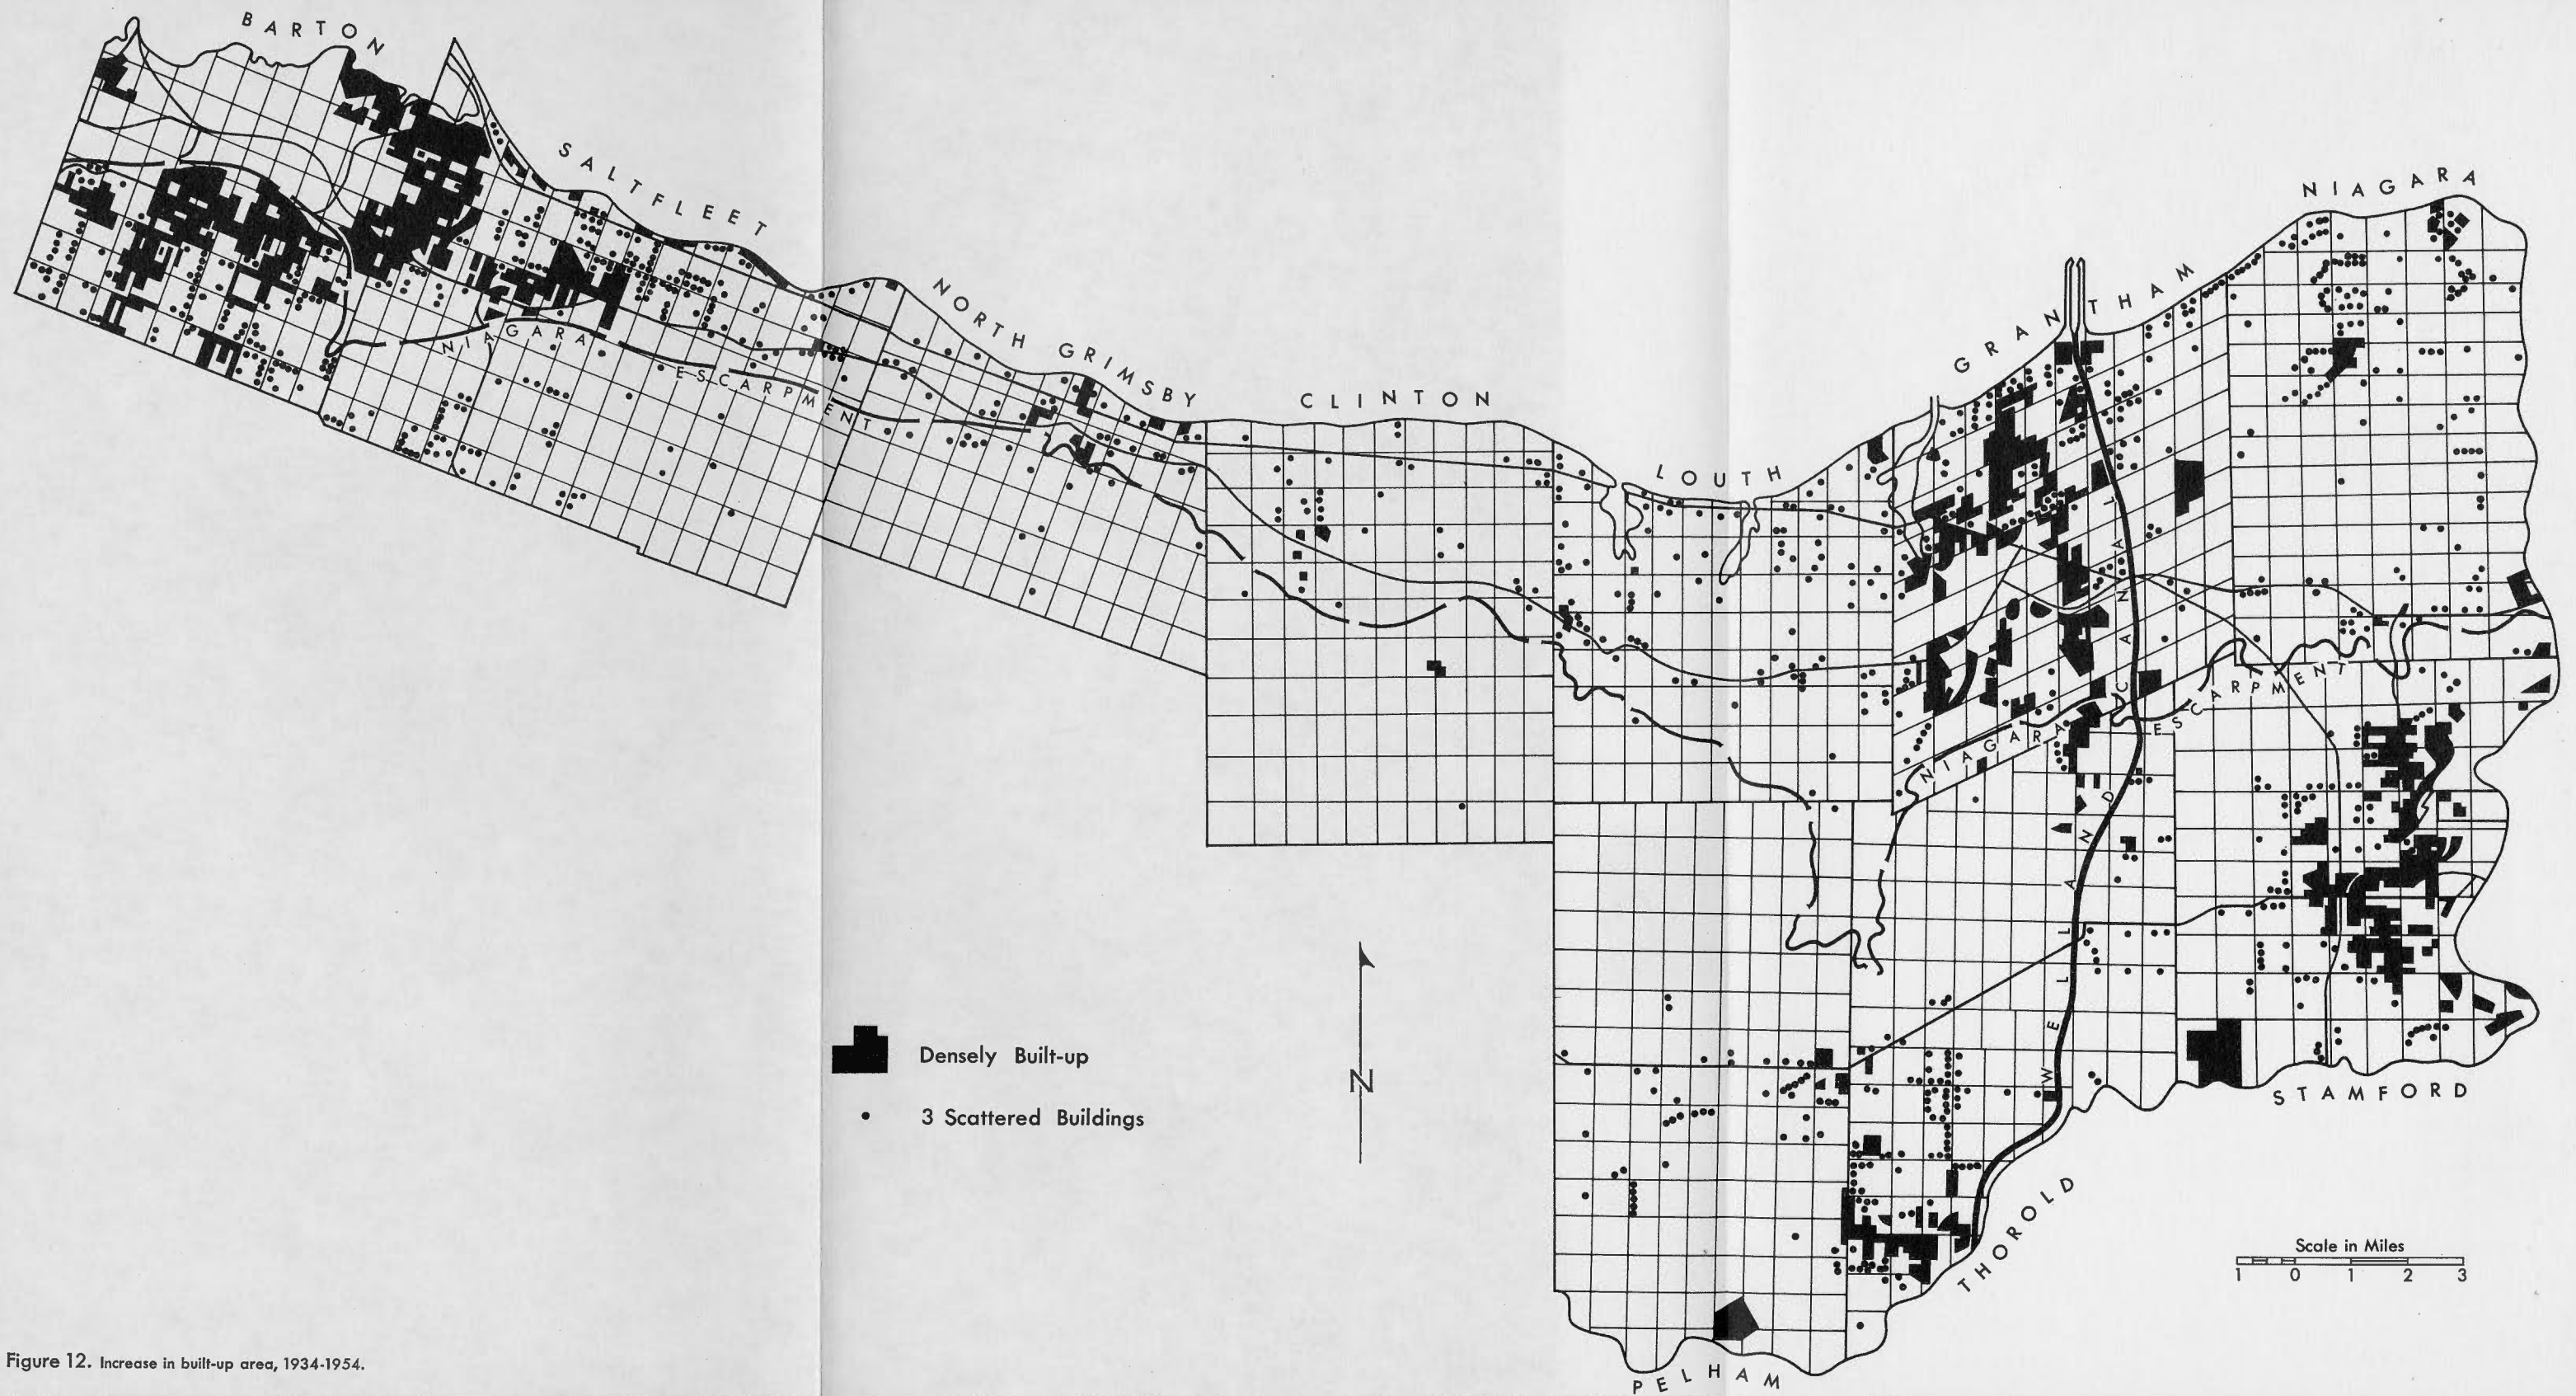 BARTON
SALTFLEET
NORTH GRIMSBY
CLINTON
LOUTH
GRANTHAM
NIAGARA
NIAGARA
ESCARPMENT
NIAGARA
ESCARPMENT
WELLAND CANAL
STAMFORD
THOROLD
PELHAM
Densely Built-up
3 Scattered Buildings
N
Scale in Miles
1 0 1 2 3
Figure 12. Increase in built-up area, 1934-1954.